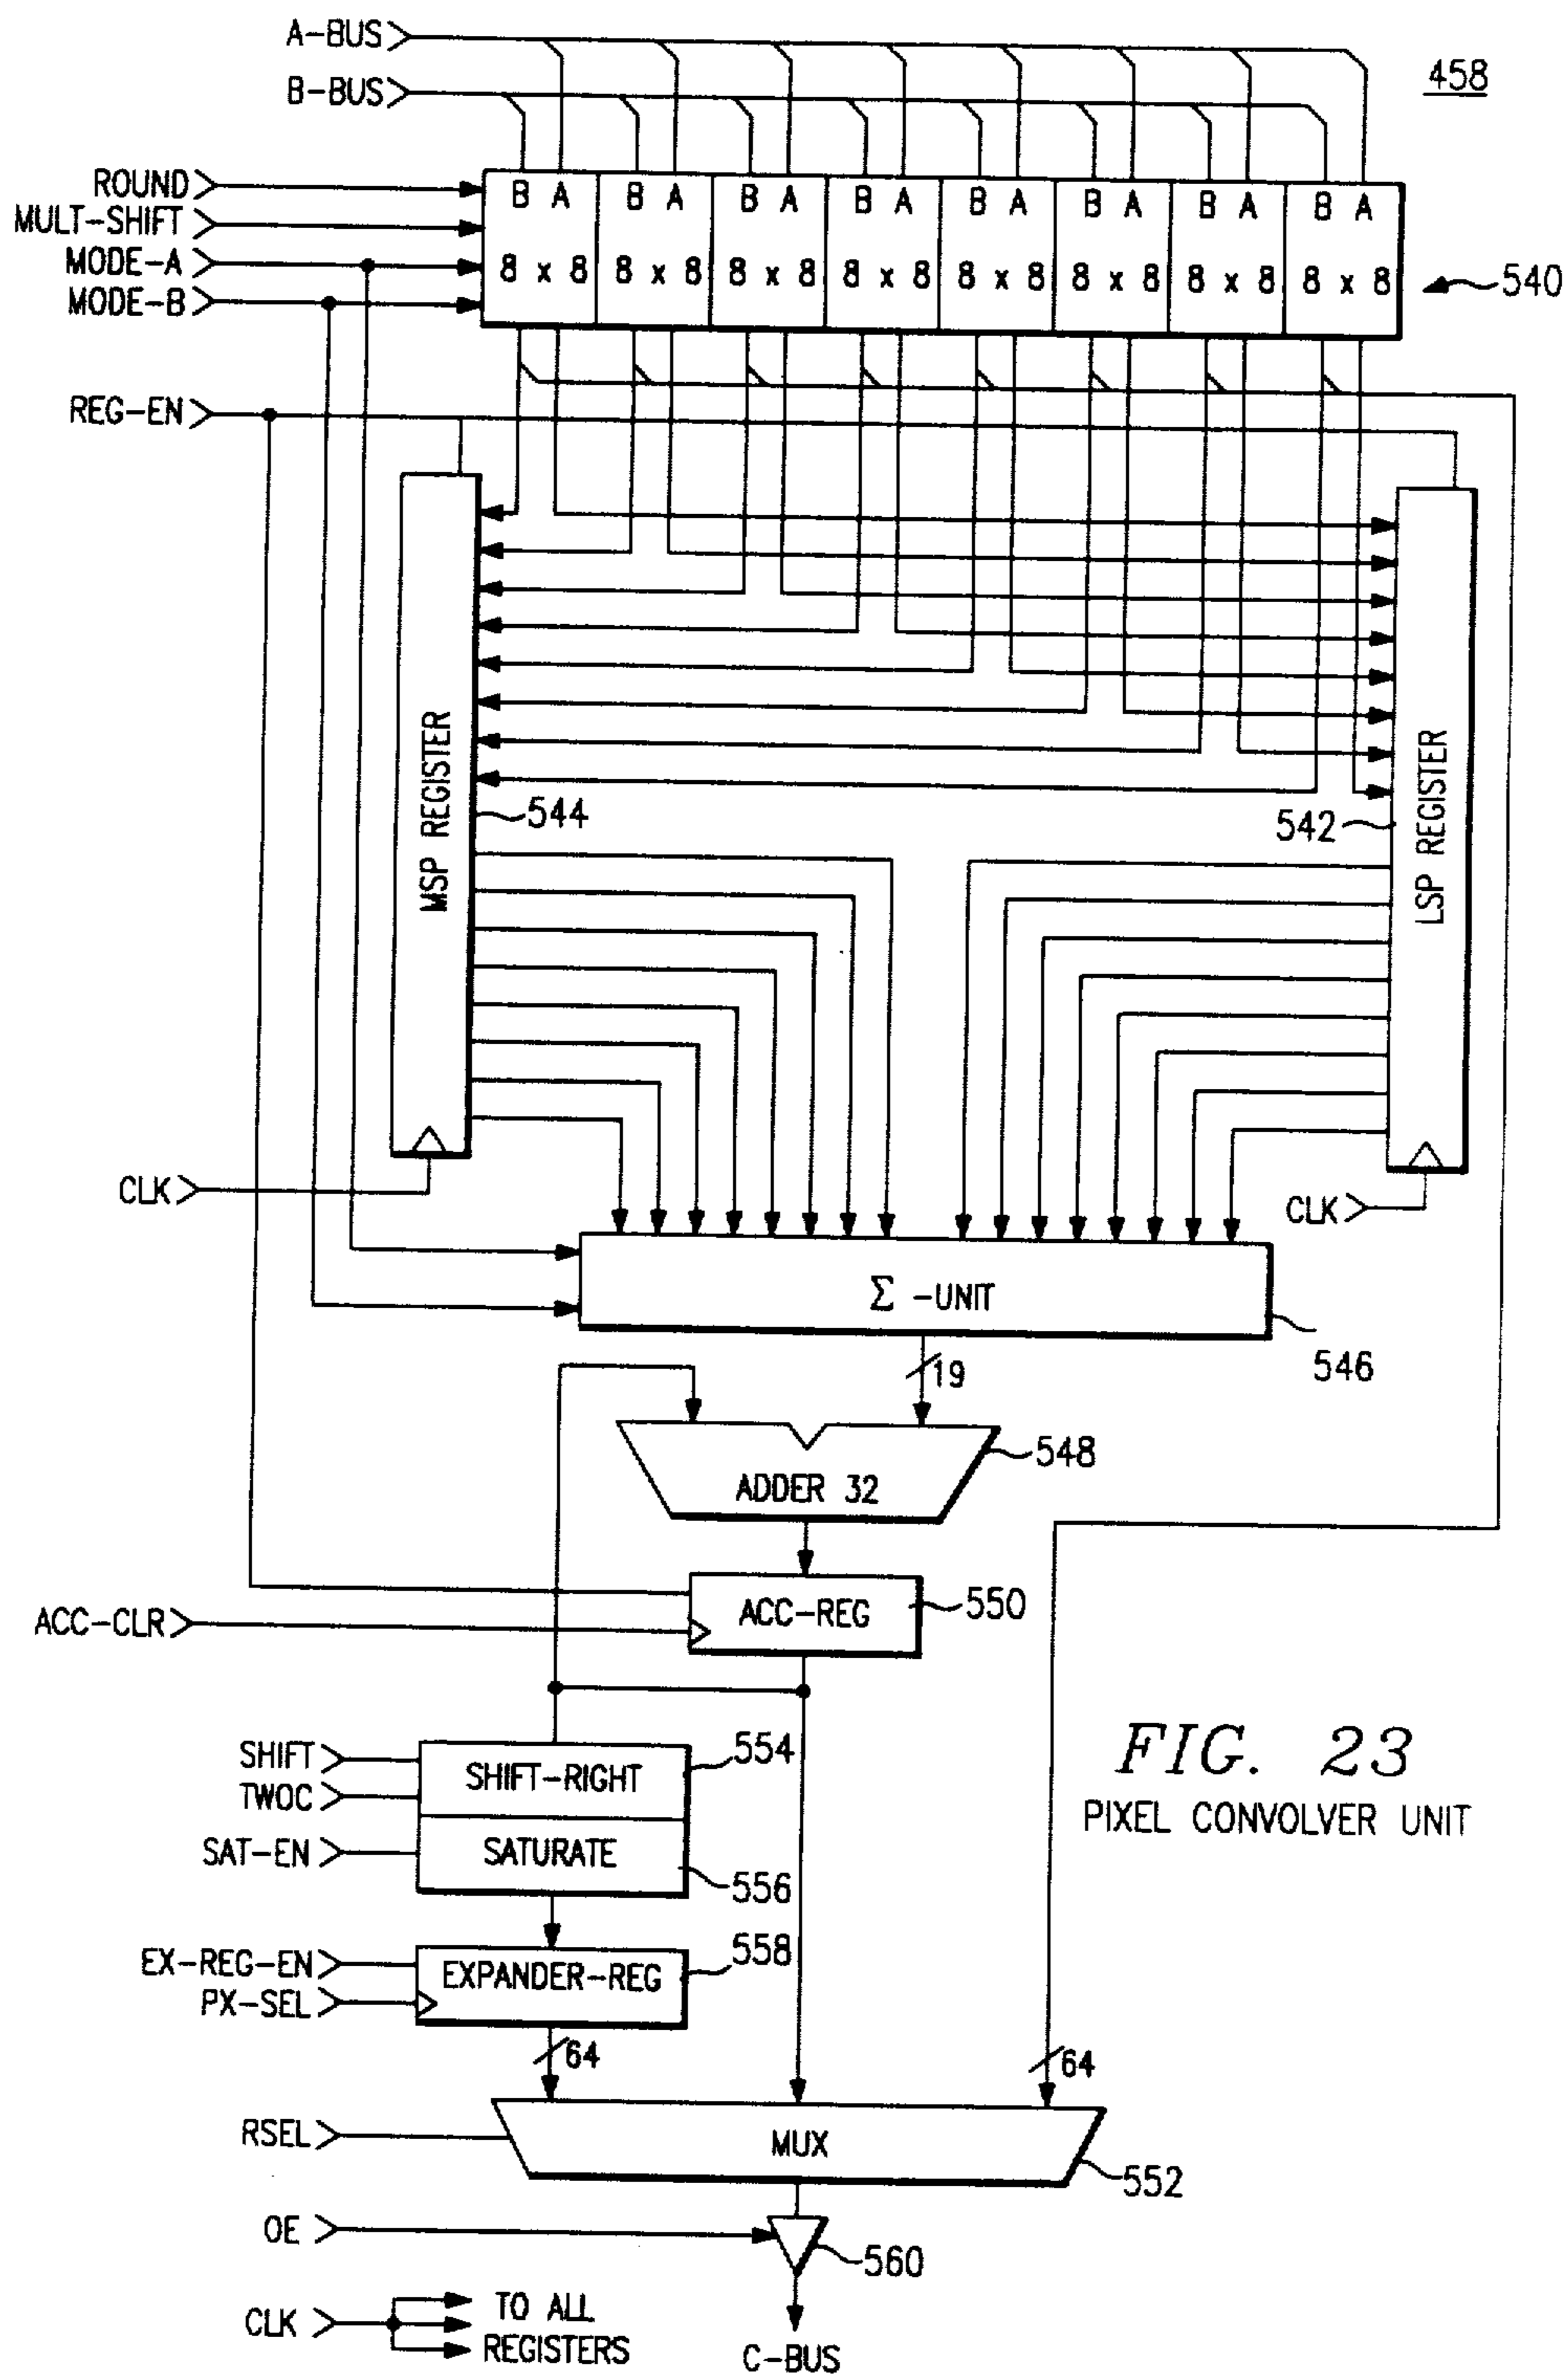 A-BUS
458
B-BUS
ROUND
B A B A B A B A B A B A B A B A
MULT-SHIFT
MODE-A
8 x 8 8 x 8 8 x 8 8 x 8 8 x 8 8 x 8 8 x 8 8 x 8
540
MODE-B
REG-EN
MSP REGISTER
544
542
LSP REGISTER
CLK
CLK
Σ -UNIT
546
19
548
ADDER 32
ACC-REG
550
ACC-CLR
SHIFT
SHIFT-RIGHT
554
TWOC
SAT-EN
SATURATE
556
FIG. 23
PIXEL CONVOLVER UNIT
EX-REG-EN
EXPANDER-REG
558
PX-SEL
64
64
RSEL
MUX
552
OE
560
CLK
TO ALL
REGISTERS
C-BUS